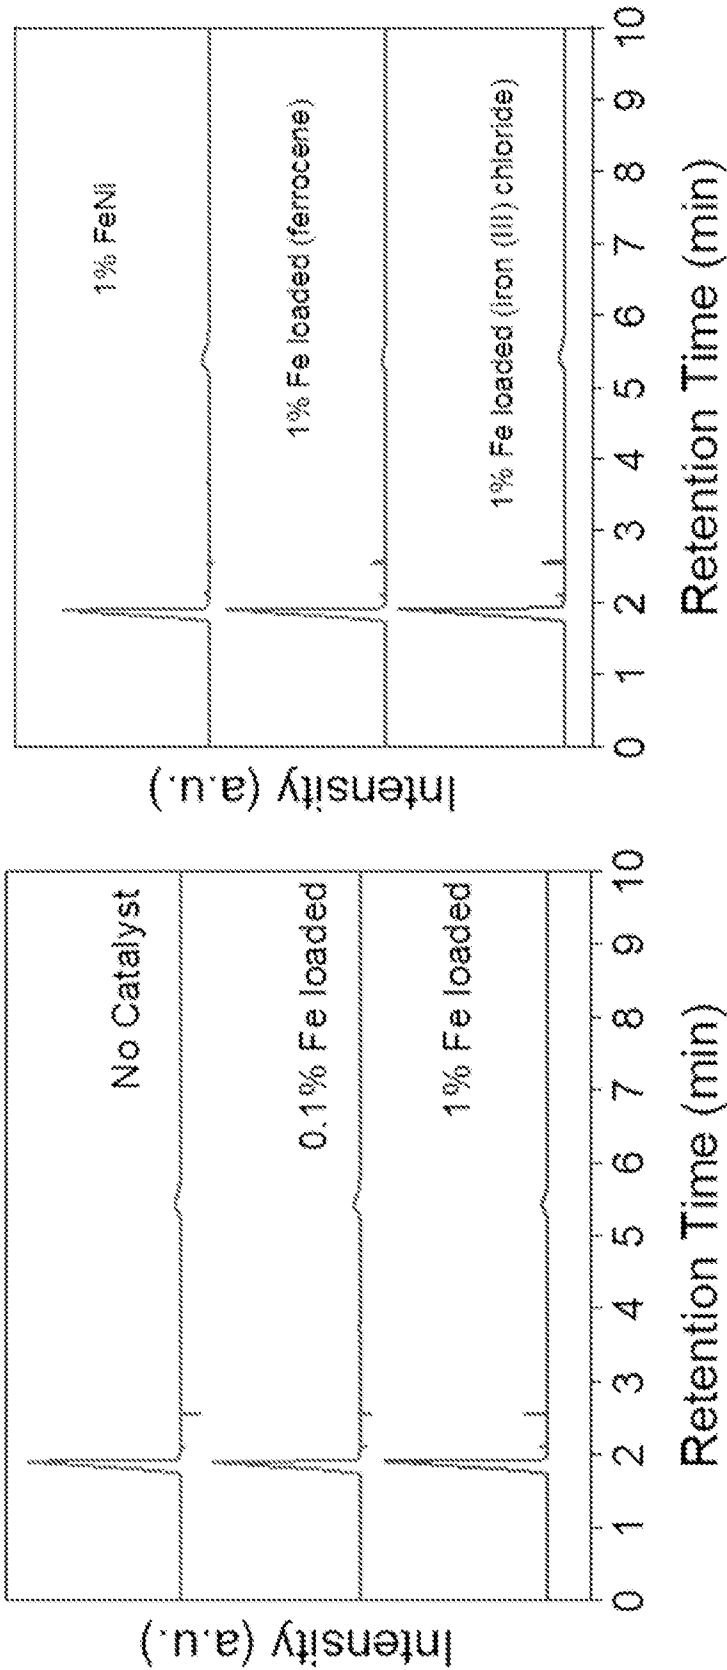 Intensity (a.u.)
No Catalyst
0.1% Fe loaded
1% Fe loaded
0 1 2 3 4 5 6 7 8 9 10
Retention Time (min)
Intensity (a.u.)
1% FeNi
1% Fe loaded (ferrocene)
1% Fe loaded (iron (III) chloride)
0 1 2 3 4 5 6 7 8 9 10
Retention Time (min)